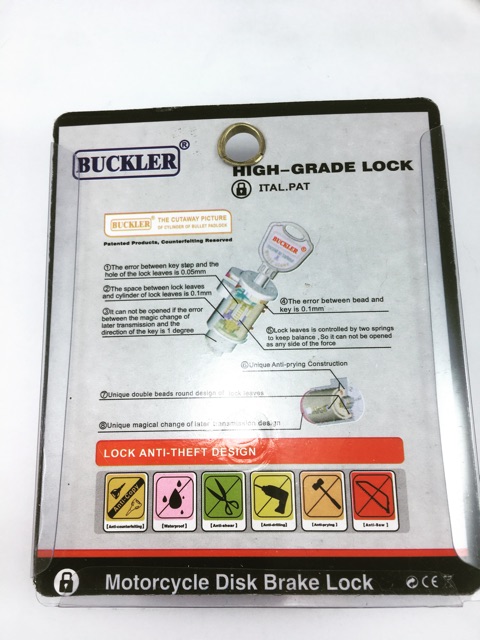 BUCKLER®
HIGH-GRADE LOCK
ITAL.PAT
BUCKLER® THE CUTAWAY PICTURE
OF CYLINDER OF BULLET PADLOCK
Patented Products, Counterfeiting Reserved
BUCKLER
①The error between key step and the
hole of the lock leaves is 0.05mm
②The space between lock leaves
and cylinder of lock leaves is 0.1mm
③It can not be opened if the error
between the magic change of
later transmission and the
direction of the key is 1 degree
④The error between bead and
key is 0.1mm
⑤Lock leaves is controlled by two springs
to keep balance , So it can not be opened
as any side of the force
⑥Unique Anti-prying Construction
⑦Unique double beads round design of lock leaves
⑧Unique magical change of later transmission design
LOCK ANTI-THEFT DESIGN
[Anti-counterfeiting]
[Waterproof]
[Anti-shear]
[Anti-drilling]
[Anti-prying]
[Anti-Saw]
Motorcycle Disk Brake Lock
CE